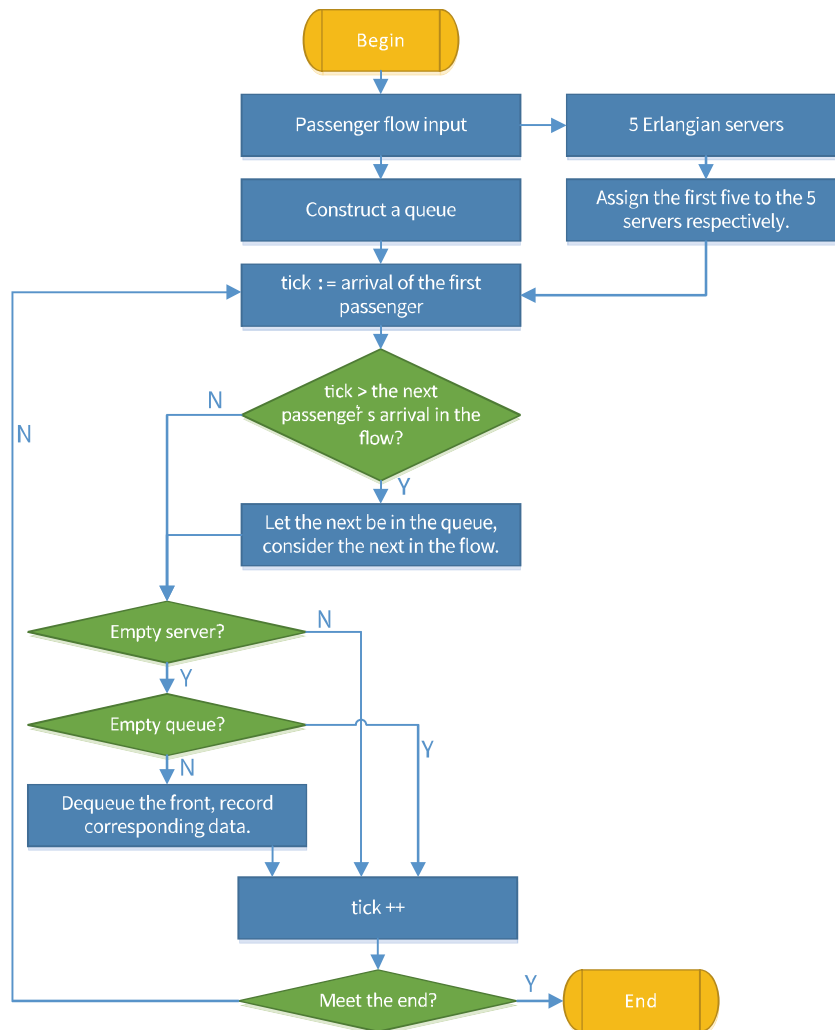 Begin
Passenger flow input
5 Erlangian servers
Construct a queue
Assign the first five to the 5
servers respectively.
tick := arrival of the first
passenger
tick > the next
passenger's arrival in the
flow?
N
N
Y
Let the next be in the queue,
consider the next in the flow.
Empty server?
N
Y
Empty queue?
Y
N
Dequeue the front, record
corresponding data.
tick ++
Meet the end?
Y
End